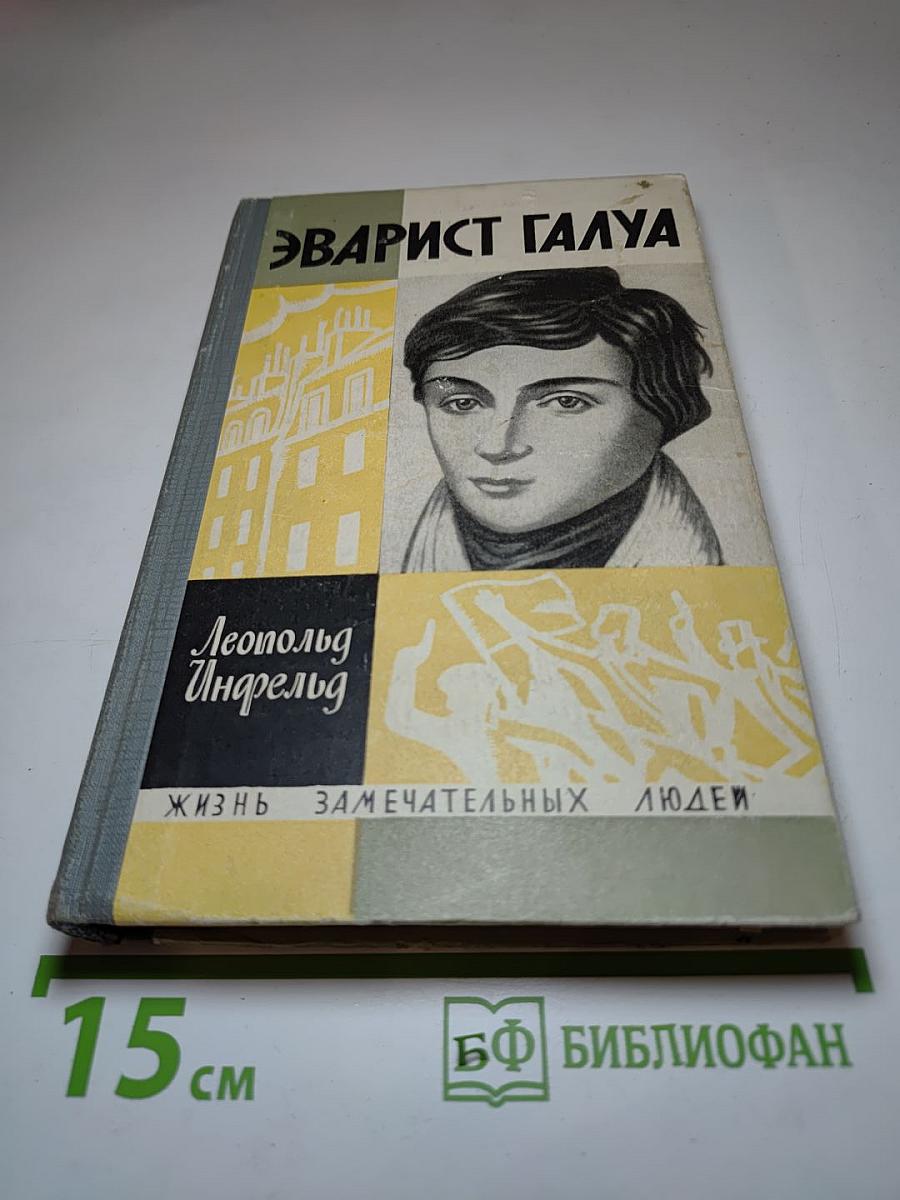 ЭВАРИСТ ГАЛУА
Леопольд
Инфельд
ЖИЗНЬ ЗАМЕЧАТЕЛЬНЫХ ЛЮДЕЙ
15 см
БФ БИБЛИОФАН